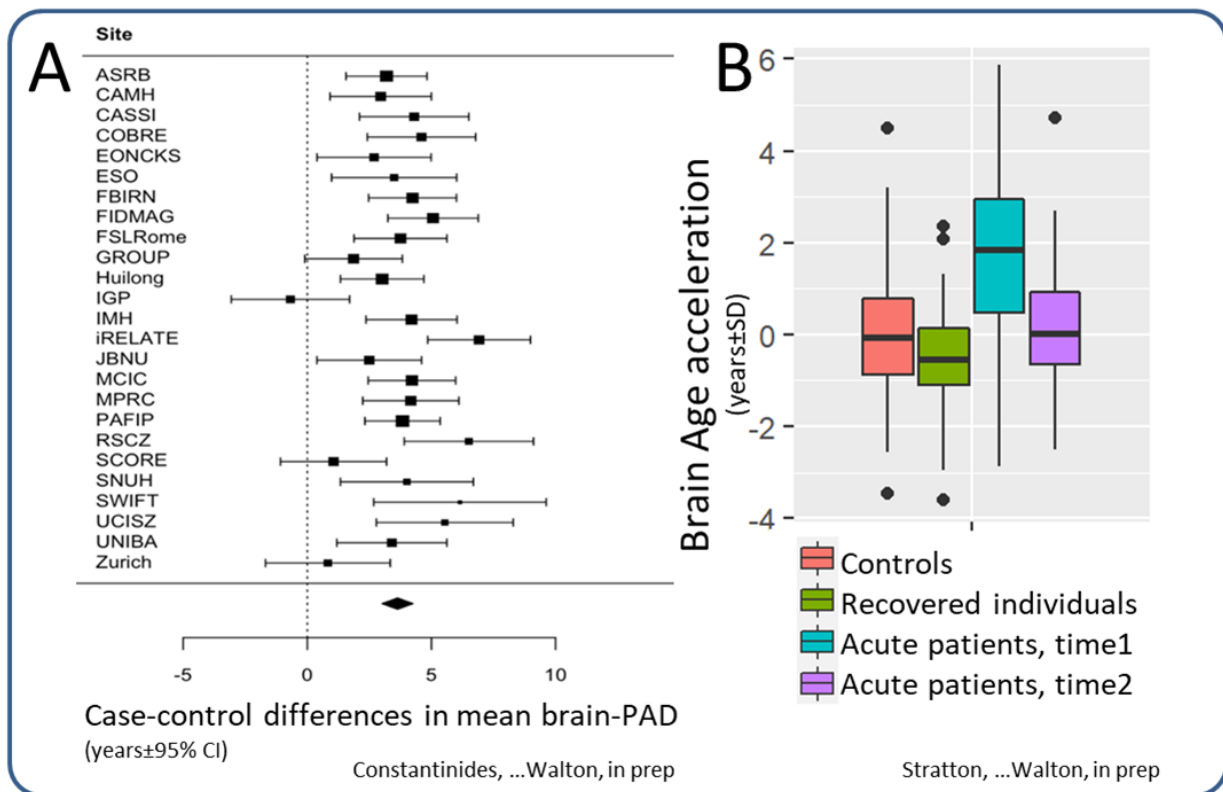 A
Site
ASRB
CAMH
CASSI
COBRE
EONCKS
ESO
FBIRN
FIDMAG
FSLRome
GROUP
Huilong
IGP
IMH
iRELATE
JBNU
MCIC
MPRC
PAFIP
RSCZ
SCORE
SNUH
SWIFT
UCISZ
UNIBA
Zurich
-5 0 5 10
Case-control differences in mean brain-PAD
(years±95% CI)
Constantinides, ...Walton, in prep
B
Brain Age acceleration
(years±SD)
6
4
2
0
-2
-4
Controls
Recovered individuals
Acute patients, time1
Acute patients, time2
Stratton, ...Walton, in prep